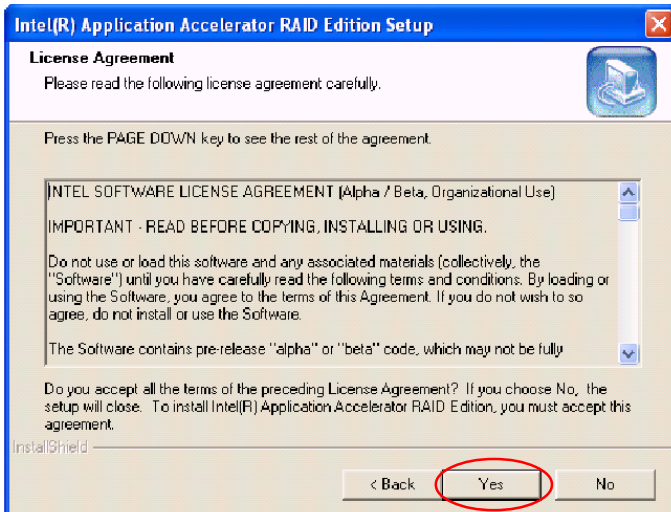 Intel(R) Application Accelerator RAID Edition Setup
License Agreement
Please read the following license agreement carefully.
Press the PAGE DOWN key to see the rest of the agreement.
INTEL SOFTWARE LICENSE AGREEMENT (Alpha / Beta, Organizational Use)
IMPORTANT - READ BEFORE COPYING, INSTALLING OR USING.
Do not use or load this software and any associated materials (collectively, the
"Software") until you have carefully read the following terms and conditions. By loading or
using the Software, you agree to the terms of this Agreement. If you do not wish to so
agree, do not install or use the Software.
The Software contains pre-release "alpha" or "beta" code, which may not be fully
Do you accept all the terms of the preceding License Agreement? If you choose No, the
setup will close. To install Intel(R) Application Accelerator RAID Edition, you must accept this
agreement.
InstallShield
< Back
Yes
No